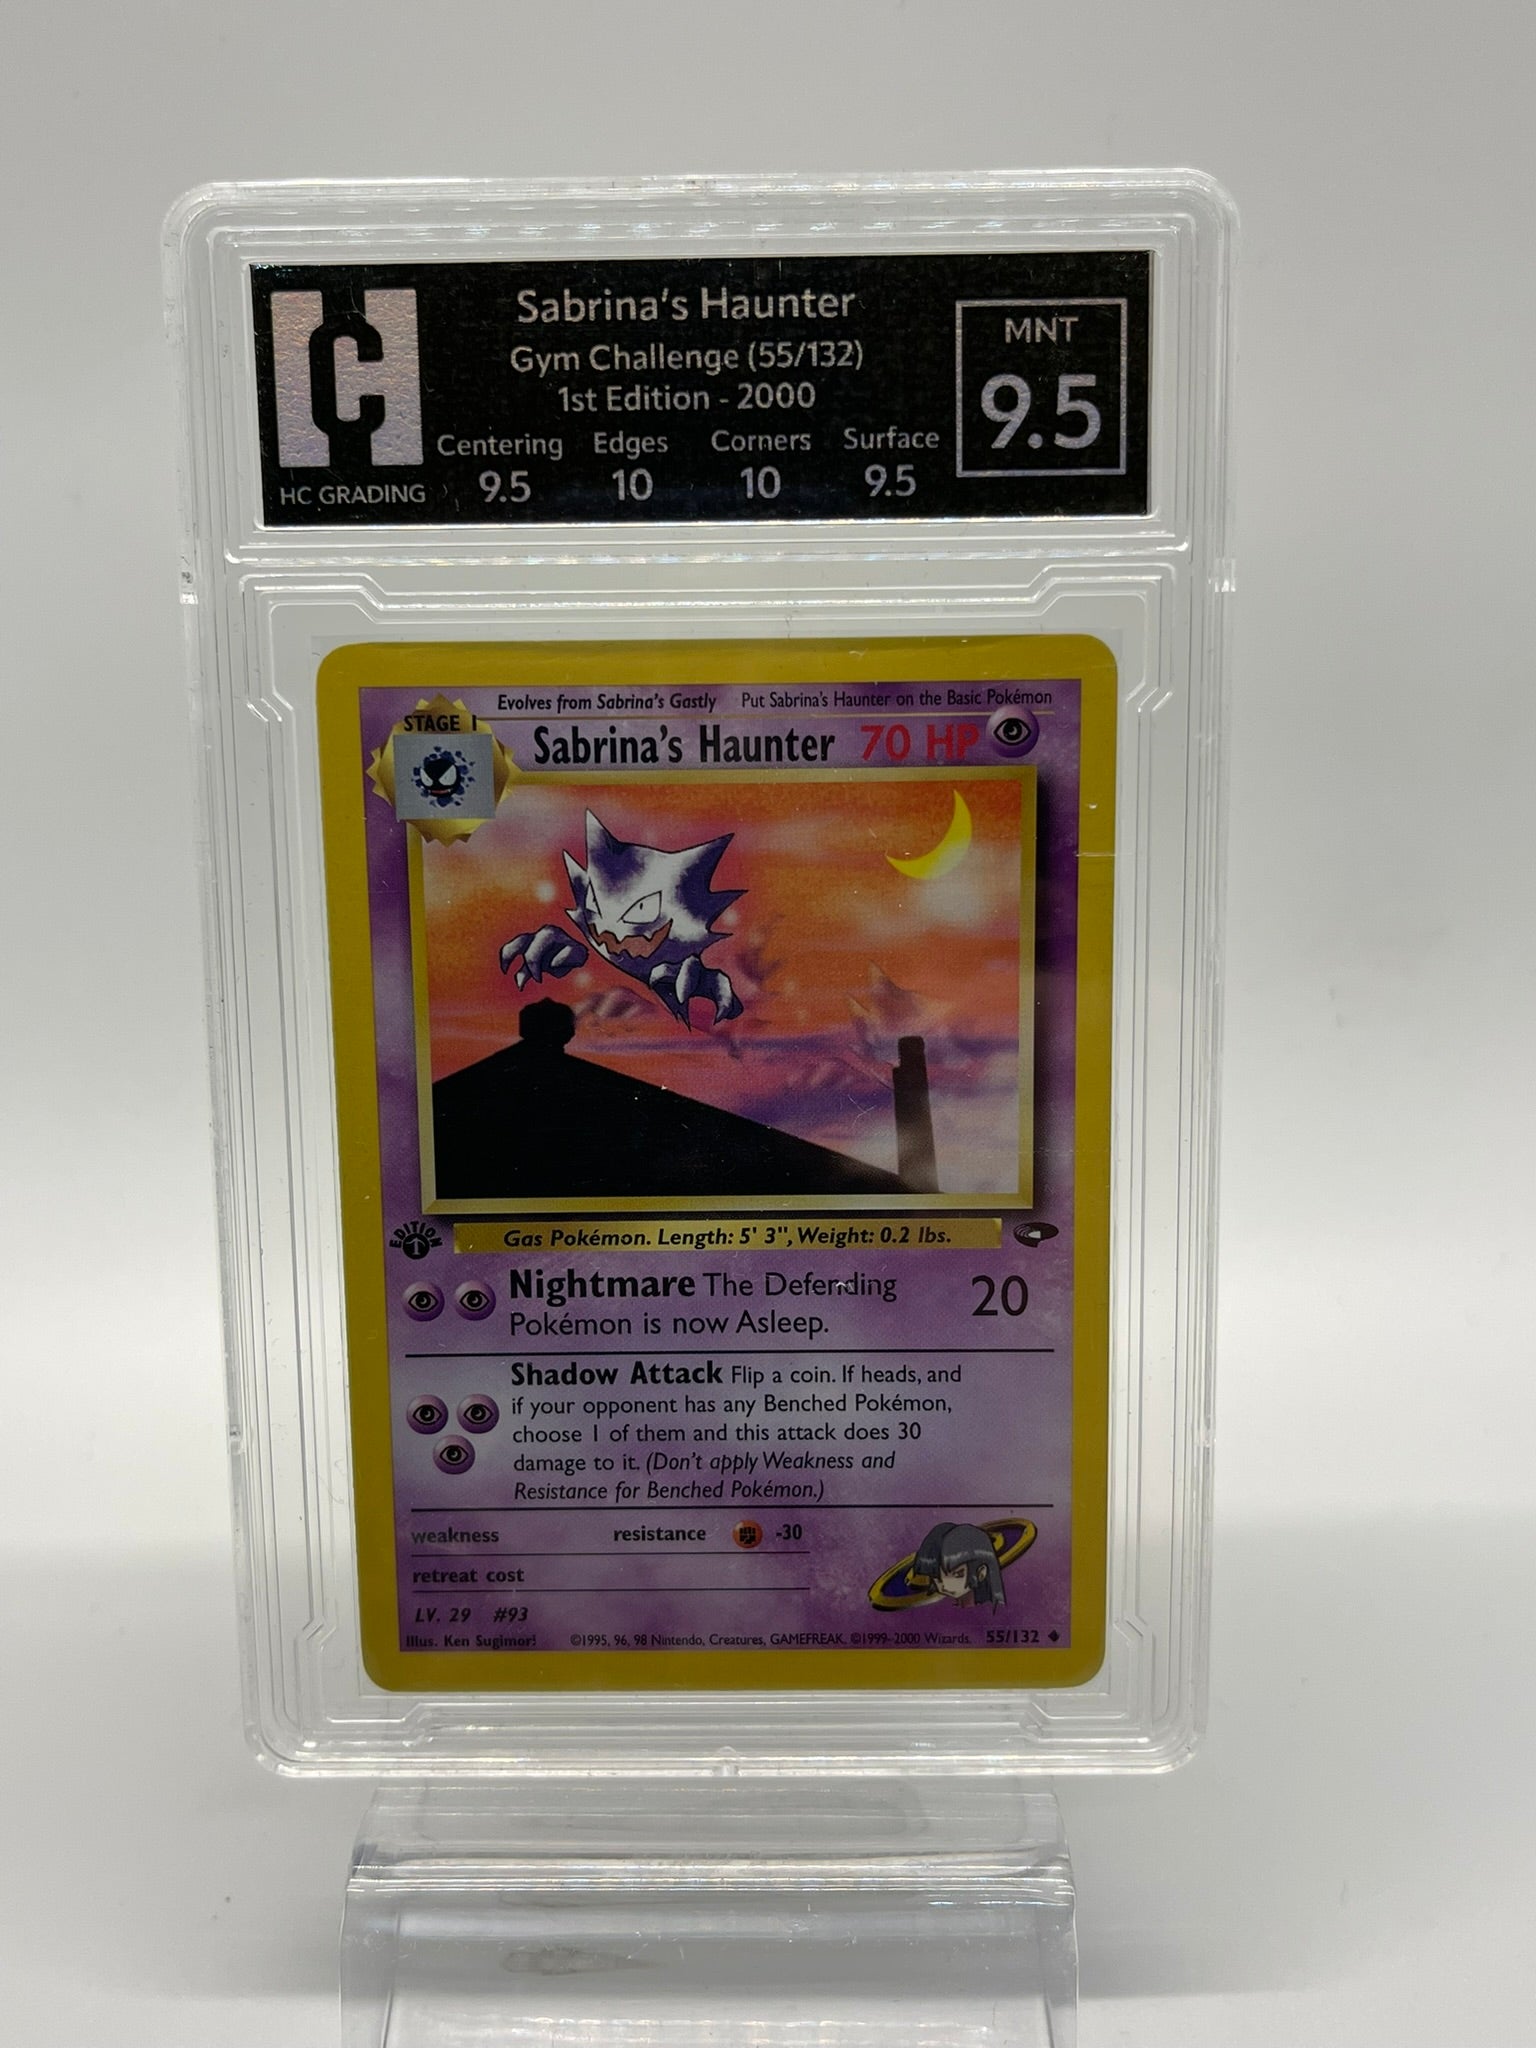 Sabrina's Haunter
Gym Challenge (55/132)
1st Edition - 2000
Centering Edges Corners Surface
9.5 10 10 9.5
HC GRADING
MNT
9.5
Evolves from Sabrina's Gastly Put Sabrina's Haunter on the Basic Pokémon
STAGE 1
Sabrina's Haunter 70 HP
EDITION
1
Gas Pokémon. Length: 5' 3", Weight: 0.2 lbs.
Nightmare The Defending 20
Pokémon is now Asleep.
Shadow Attack Flip a coin. If heads, and
if your opponent has any Benched Pokémon,
choose 1 of them and this attack does 30
damage to it. (Don't apply Weakness and
Resistance for Benched Pokémon.)
weakness resistance -30
retreat cost
LV. 29 #93
Illus. Ken Sugimori ©1995, 96, 98 Nintendo, Creatures, GAMEFREAK. ©1999-2000 Wizards. 55/132